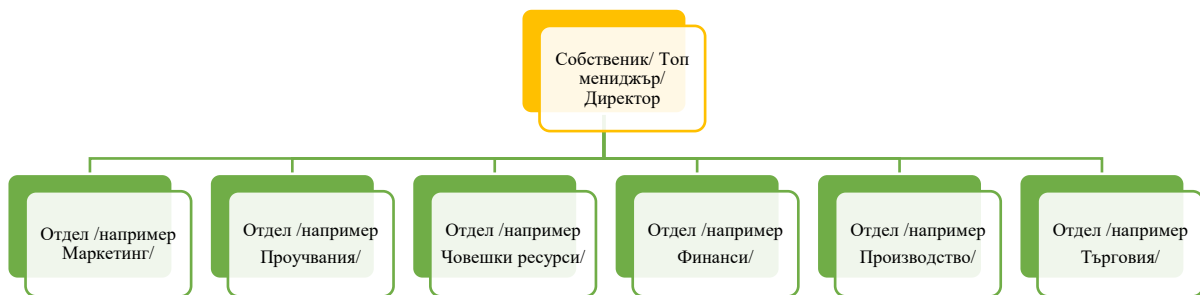 Собственик/ Топ
мениджър/
Директор
Отдел /например
Маркетинг/
Отдел /например
Проучвания/
Отдел /например
Човешки ресурси/
Отдел /например
Финанси/
Отдел /например
Производство/
Отдел /например
Търговия/